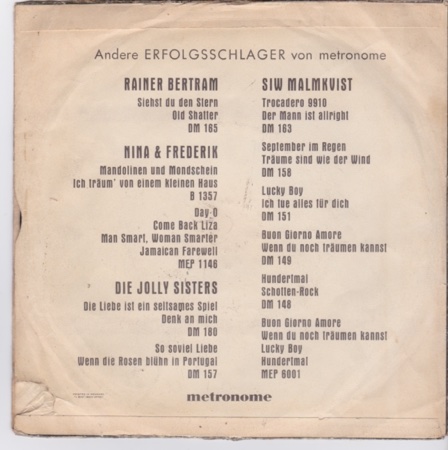 Andere ERFOLGSSCHLAGER von metronome
RAINER BERTRAM
Siehst du den Stern
Old Shatter
DM 165
NINA & FREDERIK
Mandolinen und Mondschein
Ich träum' von einem kleinen Haus
B 1357
Day-O
Come Back Liza
Man Smart, Woman Smarter
Jamaican Farewell
MEP 1146
DIE JOLLY SISTERS
Die Liebe ist ein seltsames Spiel
Denk an mich
DM 160
So soviel Liebe
Wenn die Rosen blühn in Portugal
DM 157
SIW MALMKVIST
Trocadero 9910
Der Mann ist allright
DM 163
September im Regen
Träume sind wie der Wind
DM 158
Lucky Boy
Ich tue alles für dich
DM 151
Buon Giorno Amore
Wenn du noch träumen kannst
DM 149
Hundertmal
Schotten-Rock
DM 148
Buon Giorno Amore
Wenn du noch träumen kannst
Lucky Boy
Hundertmal
MEP 6001
metronome